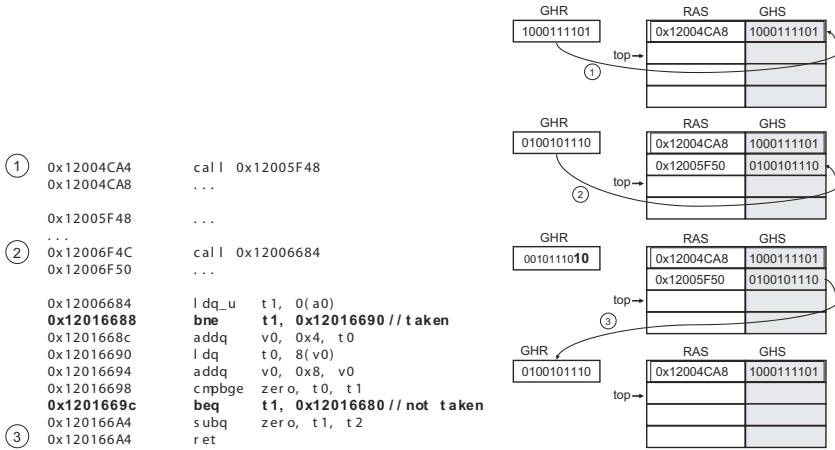 GHR RAS GHS
1000111101 0x12004CA8 1000111101
top
1
GHR RAS GHS
0100101110 0x12004CA8 1000111101
0x12005F50 0100101110
top
2
1 0x12004CA4 call 0x12005F48
0x12004CA8 ...
0x12005F48 ...
...
2 0x12006F4C call 0x12006684
0x12006F50 ...
0x12006684 ldq_u t1, 0(a0)
0x12016688 bne t1, 0x12016690 // taken
0x1201668c addq v0, 0x4, t0
0x12016690 ldq t0, 8(v0)
0x12016694 addq v0, 0x8, v0
0x12016698 cmpbge zero, t0, t1
0x1201669c beq t1, 0x12016680 // not taken
0x120166A4 subq zero, t1, t2
3 0x120166A4 ret
GHR RAS GHS
0010111010 0x12004CA8 1000111101
0x12005F50 0100101110
top
3
GHR RAS GHS
0100101110 0x12004CA8 1000111101
top